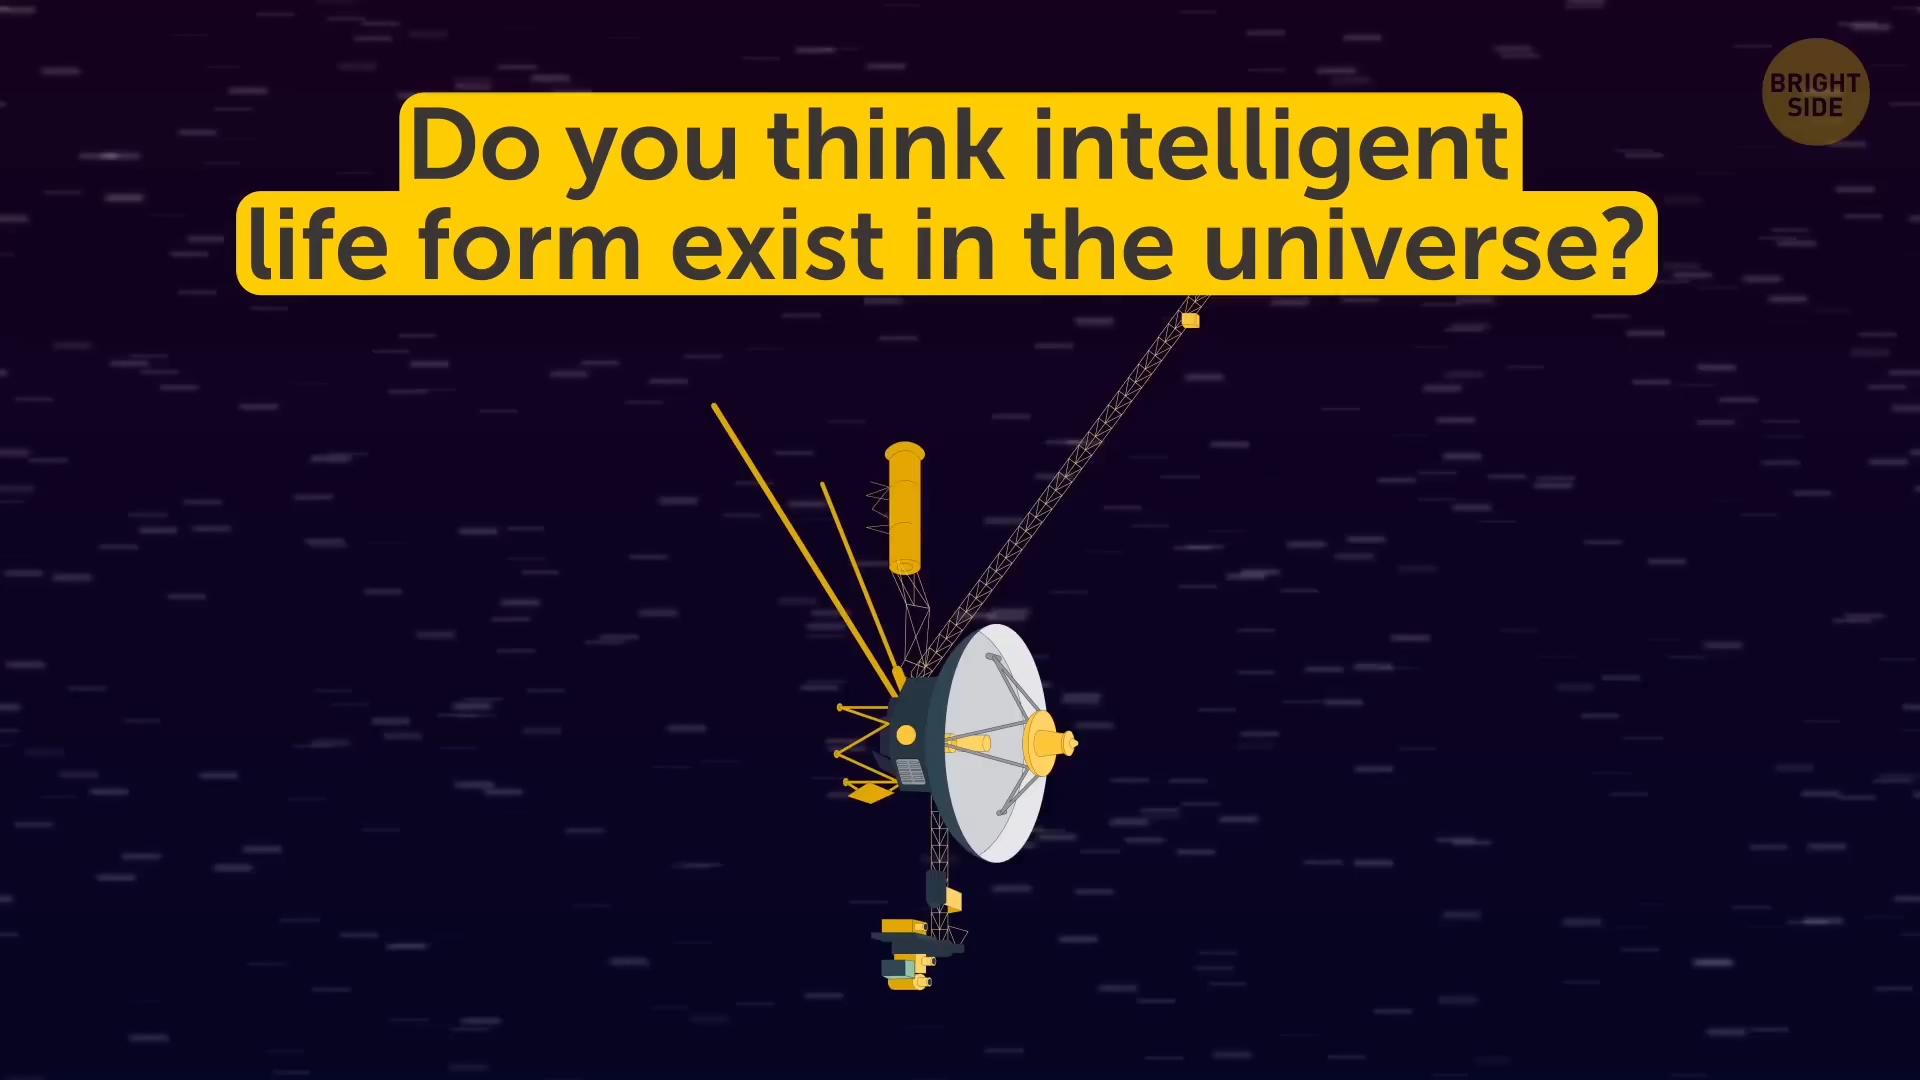 Do you think intelligent
life form exist in the universe?
BRIGHT
SIDE